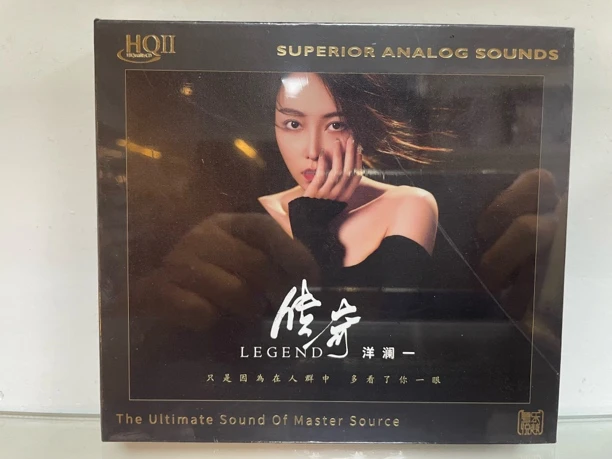 HQII
SUPERIOR ANALOG SOUNDS
传奇
LEGEND 洋澜一
只是因為在人群中 多看了你一眼
The Ultimate Sound Of Master Source